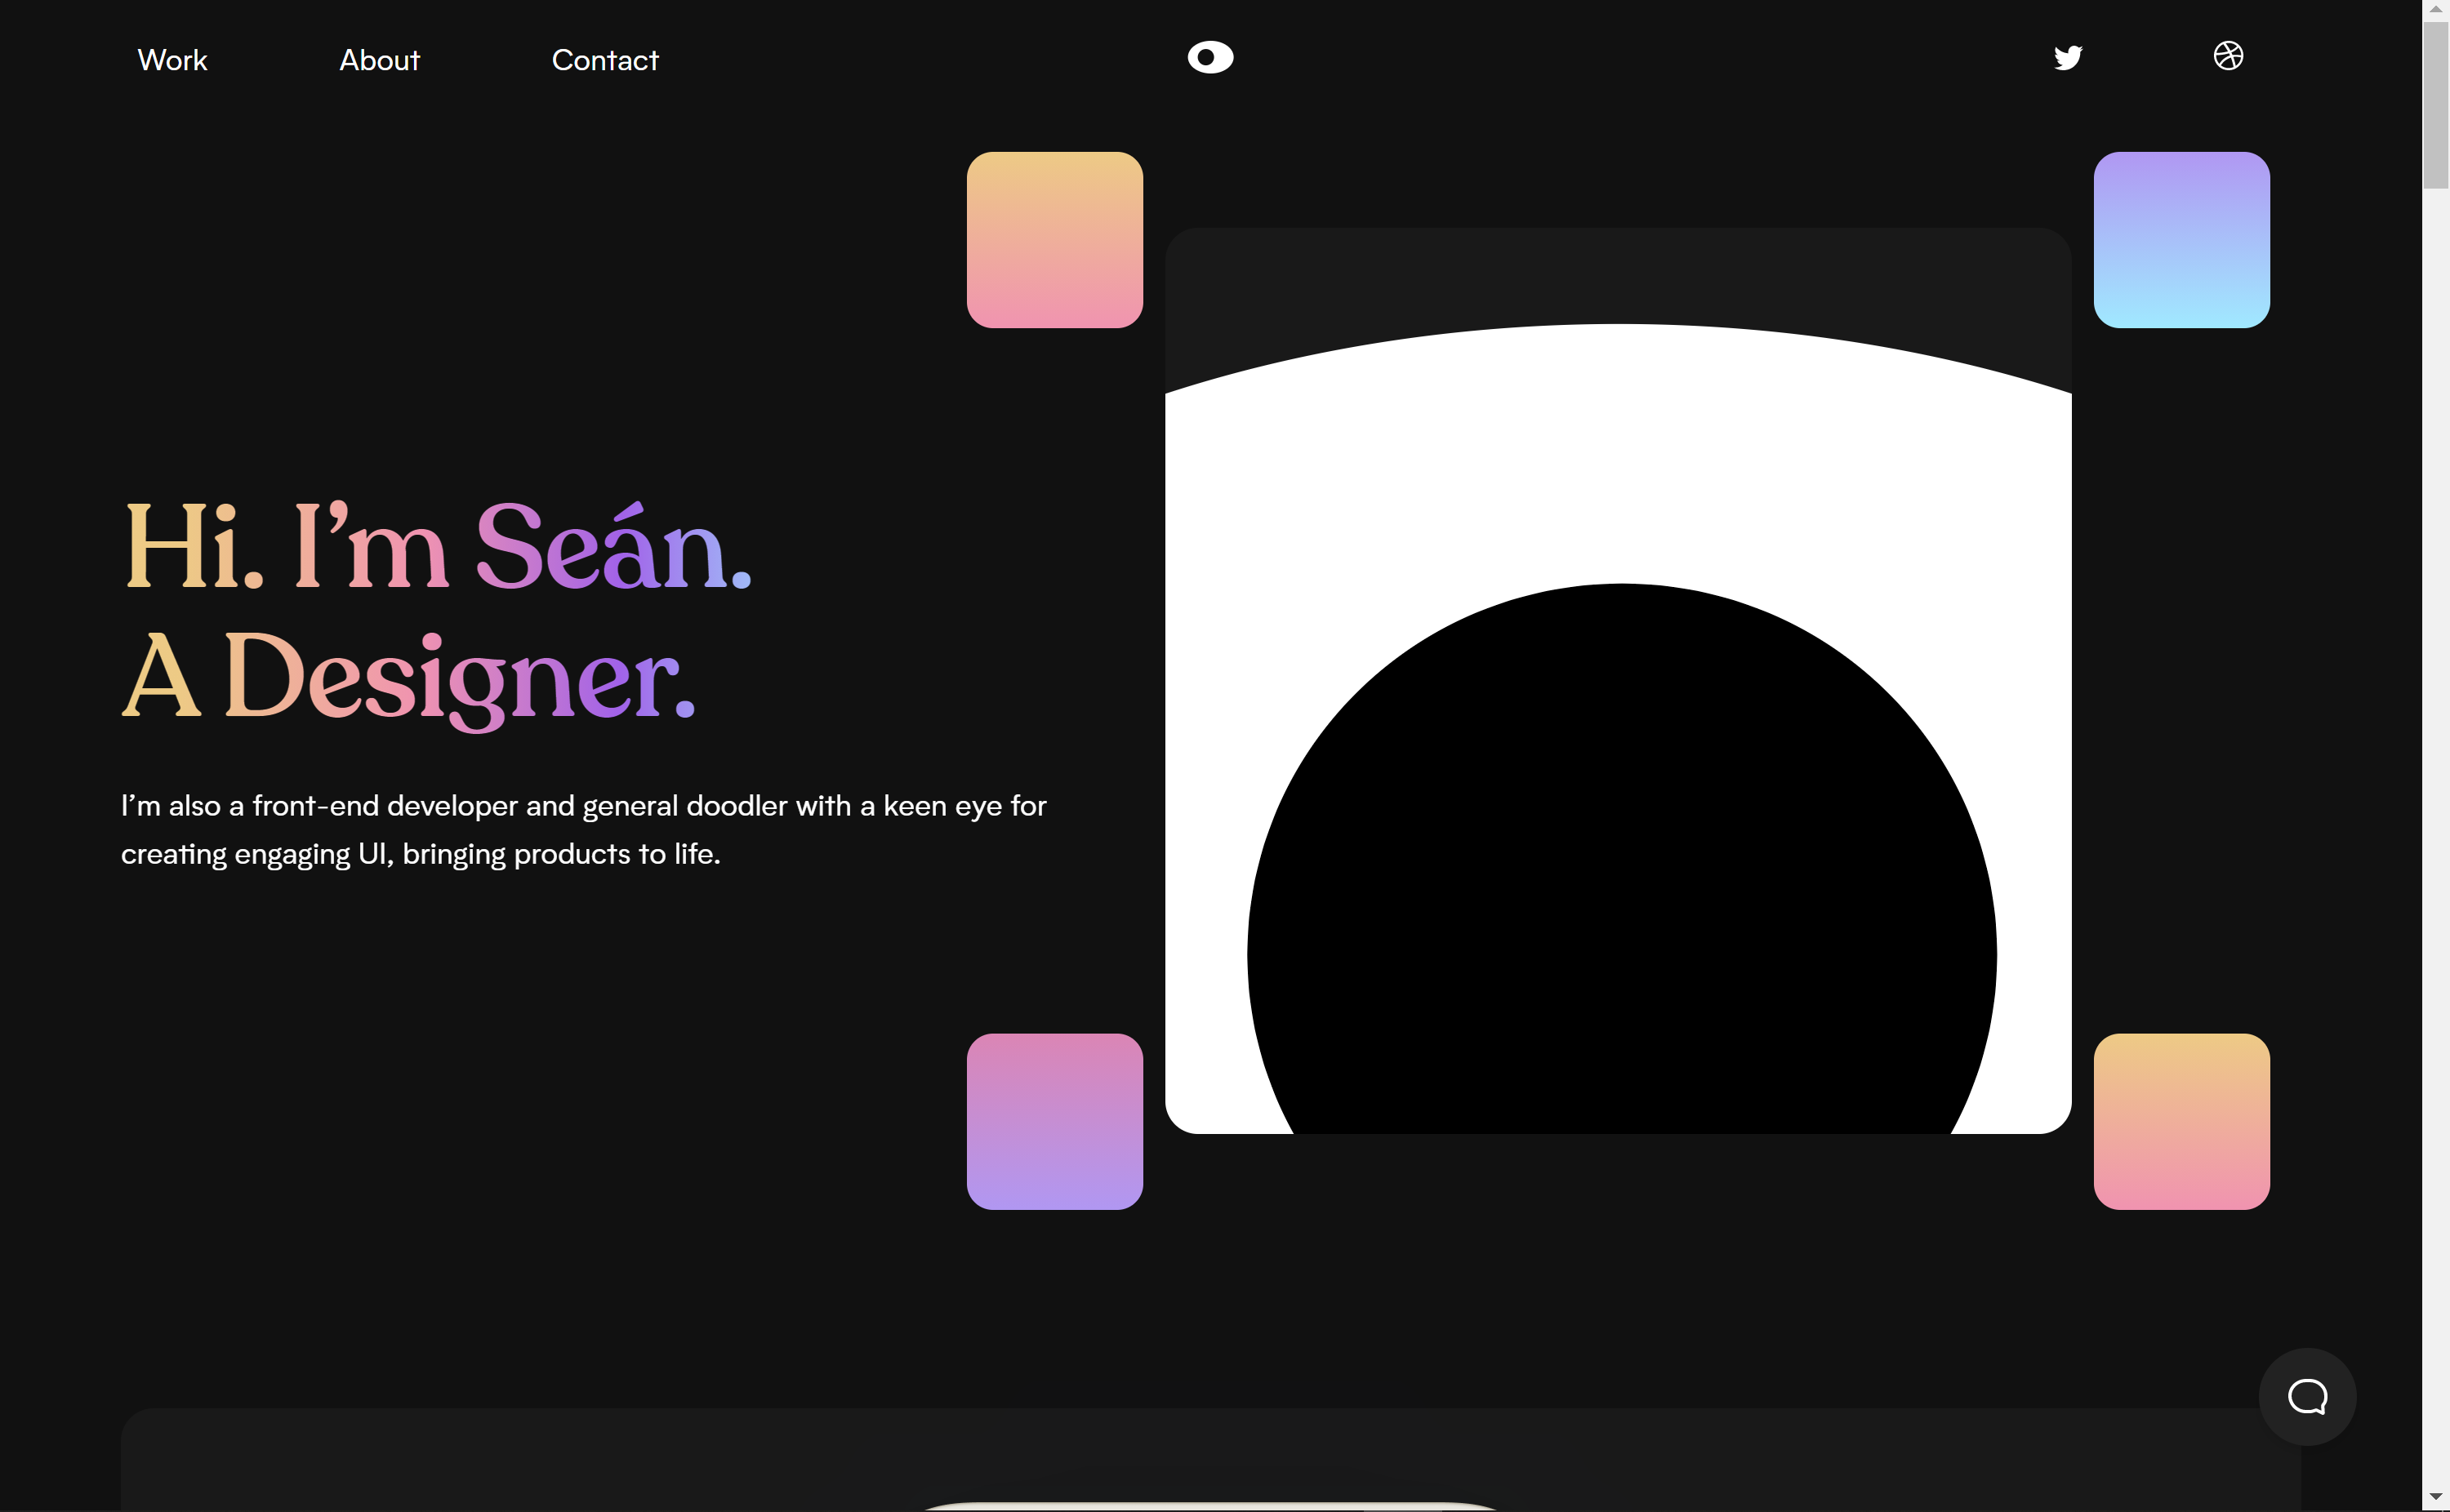 Work
About
Contact
Hi. I’m Seán.
A Designer.
I’m also a front-end developer and general doodler with a keen eye for
creating engaging UI, bringing products to life.